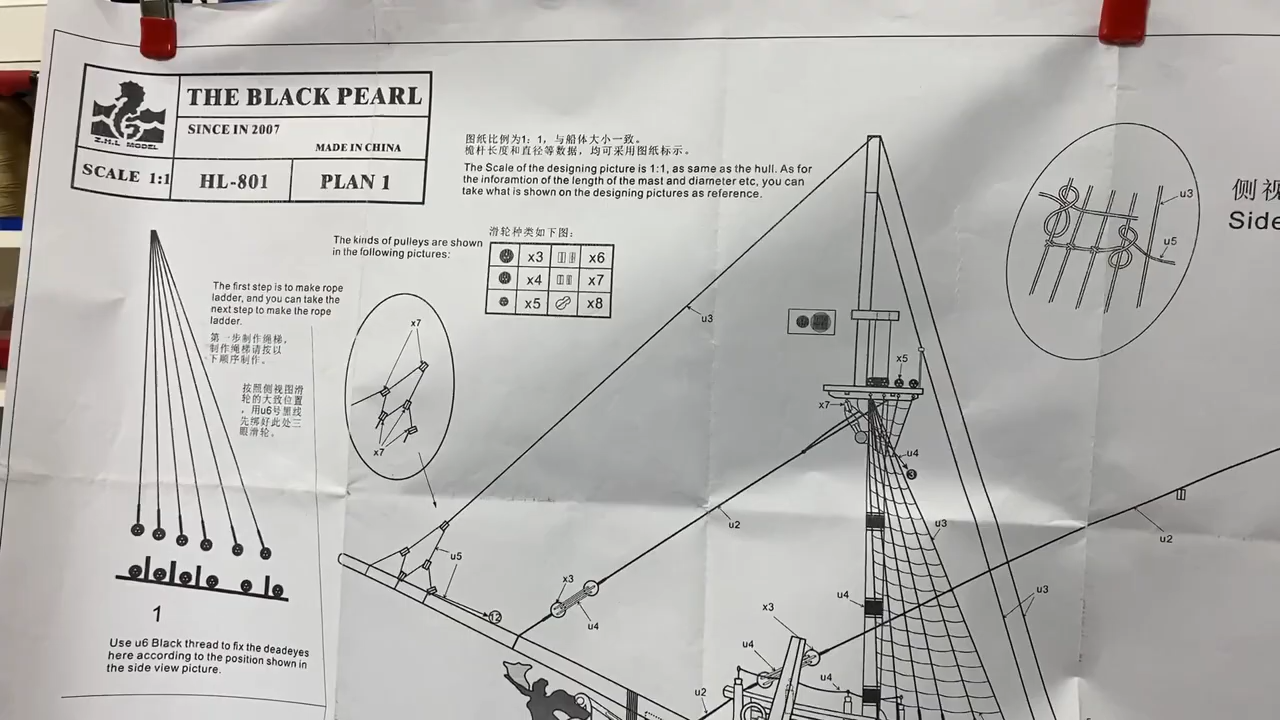 THE BLACK PEARL
SINCE IN 2007
MADE IN CHINA
Z.H.L MODEL
SCALE 1:1
HL-801
PLAN 1
图纸比例为1：1，与船体大小一致。
桅杆长度和直径等数据，均可采用图纸标示。
The Scale of the designing picture is 1:1, as same as the hull. As for
the inforamtion of the length of the mast and diameter etc, you can
take what is shown on the designing pictures as reference.
The kinds of pulleys are shown
in the following pictures:
滑轮种类如下图:
x3
x6
x4
x7
x5
x8
The first step is to make rope
ladder, and you can take the
next step to make the rope
ladder.
第一步制作绳梯，
制作绳梯请按以
下顺序制作。
按照侧视图滑
轮的大致位置
，用u6号黑线
先绑好此处三
眼滑轮。
1
Use u6 Black thread to fix the deadeyes
here according to the position shown in
the side view picture.
x7
x7
u3
u5
12
x3
u4
u2
x5
x7
u4
u3
u4
x3
u4
u4
u2
u3
u2
u3
u5
侧视
Side